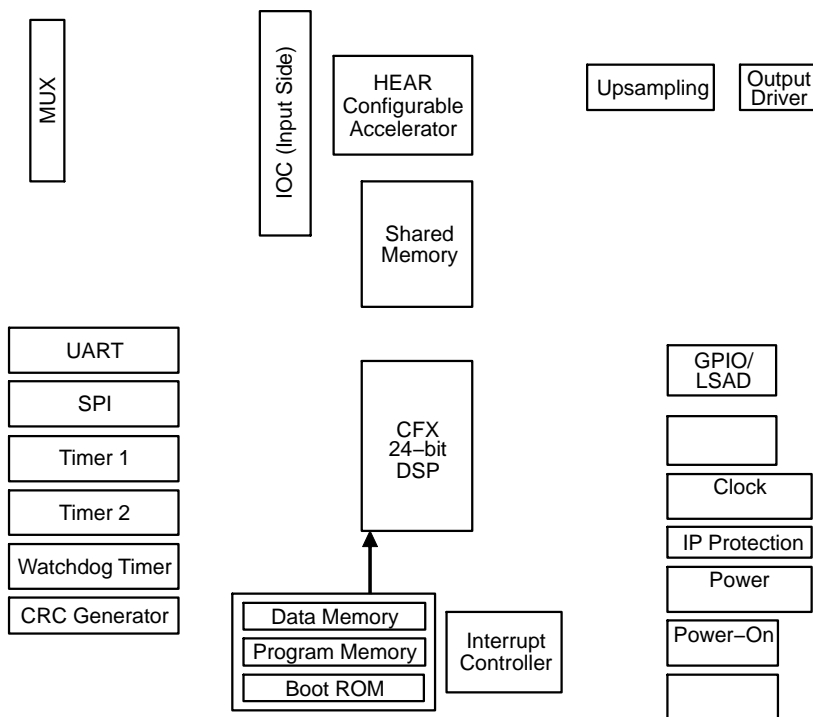 MUX
IOC (Input Side)
HEAR
Configurable
Accelerator
Upsampling
Output
Driver
Shared
Memory
UART
SPI
Timer 1
Timer 2
Watchdog Timer
CRC Generator
CFX
24−bit
DSP
GPIO/
LSAD
Clock
IP Protection
Power
Power−On
Data Memory
Program Memory
Boot ROM
Interrupt
Controller